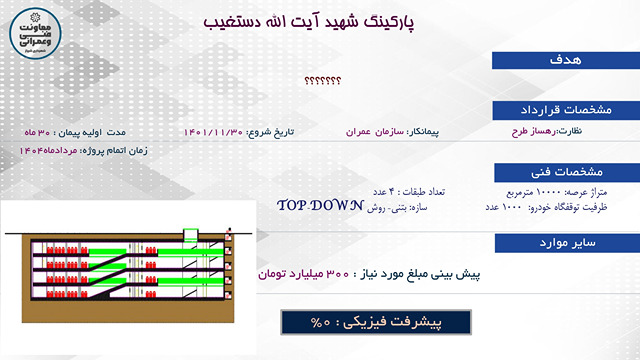 معاونت
فنی
وعمرانی
شهرداری شیراز
پارکینگ شهید آیت الله دستغیب
هدف
؟؟؟؟؟؟؟
مشخصات قرارداد
نظارت:رهساز طرح پیمانکار: سازمان عمران تاریخ شروع: ۱۴۰۱/۱۱/۳۰ مدت اولیه پیمان : ۳۰ ماه
زمان اتمام پروژه: مردادماه۱۴۰۴
مشخصات فنی
متراژ عرصه: ۱۰۰۰۰ مترمربع تعداد طبقات : ۴ عدد
ظرفیت توقفگاه خودرو: ۱۰۰۰ عدد سازه: بتنی- روش TOP.DOWN
سایر موارد
پیش بینی مبلغ مورد نیاز : ۳۰۰ میلیارد تومان
پیشرفت فیزیکی : ۰%